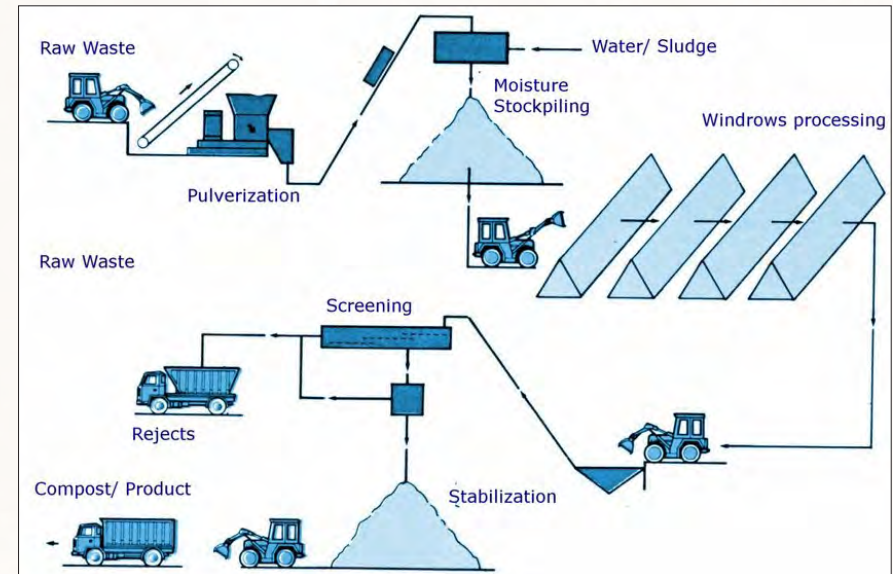 Raw Waste
Water/ Sludge
Moisture
Stockpiling
Windrows processing
Pulverization
Raw Waste
Screening
Rejects
Compost/ Product
Stabilization